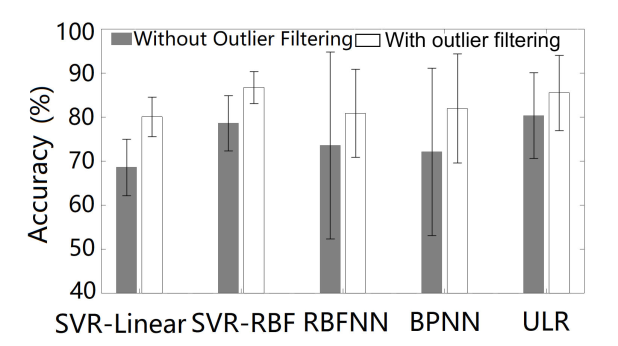 100
Without Outlier Filtering With outlier filtering
90
80
70
60
50
40
Accuracy (%)
SVR-Linear SVR-RBF RBFNN BPNN ULR